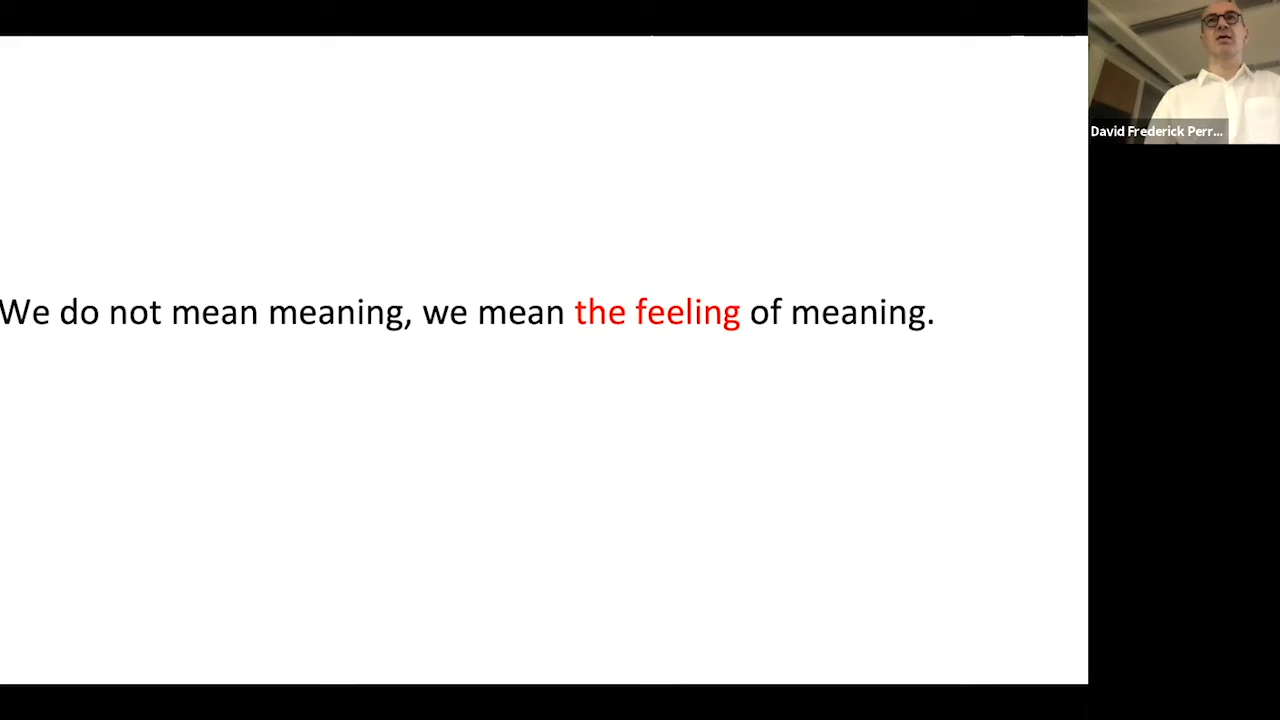 David Frederick Perr...
We do not mean meaning, we mean the feeling of meaning.